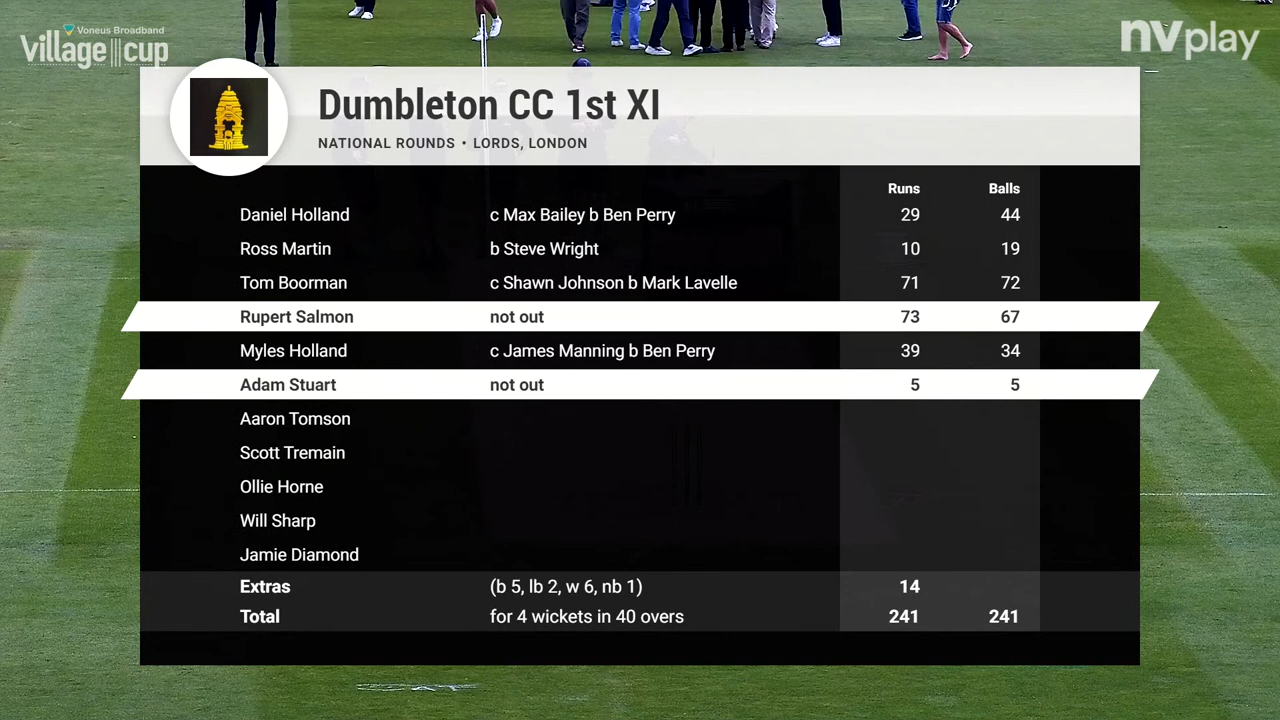 Voneus Broadband
Village cup
nvplay
Dumbleton CC 1st XI
NATIONAL ROUNDS • LORDS, LONDON
Runs Balls
Daniel Holland c Max Bailey b Ben Perry 29 44
Ross Martin b Steve Wright 10 19
Tom Boorman c Shawn Johnson b Mark Lavelle 71 72
Rupert Salmon not out 73 67
Myles Holland c James Manning b Ben Perry 39 34
Adam Stuart not out 5 5
Aaron Tomson
Scott Tremain
Ollie Horne
Will Sharp
Jamie Diamond
Extras (b 5, lb 2, w 6, nb 1) 14
Total for 4 wickets in 40 overs 241 241